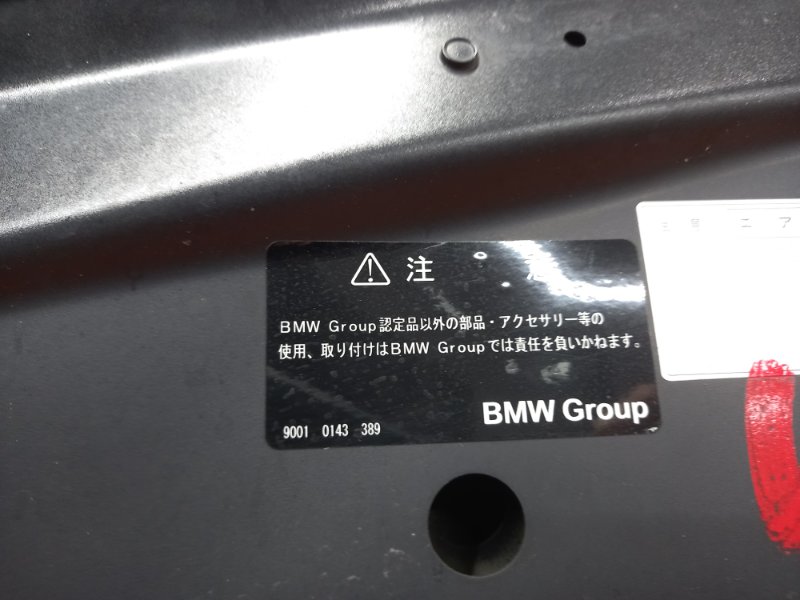 注
BMW Group認定品以外の部品・アクセサリー等の
使用、取り付けはBMW Groupでは責任を負いかねます。
BMW Group
9001 0143 389
ニ ア